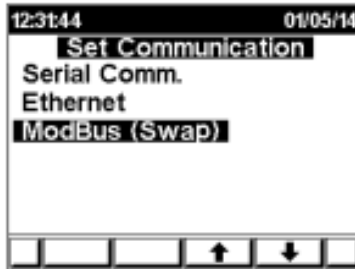 12:31:44 01/05/14
Set Communication
Serial Comm.
Ethernet
ModBus (Swap)